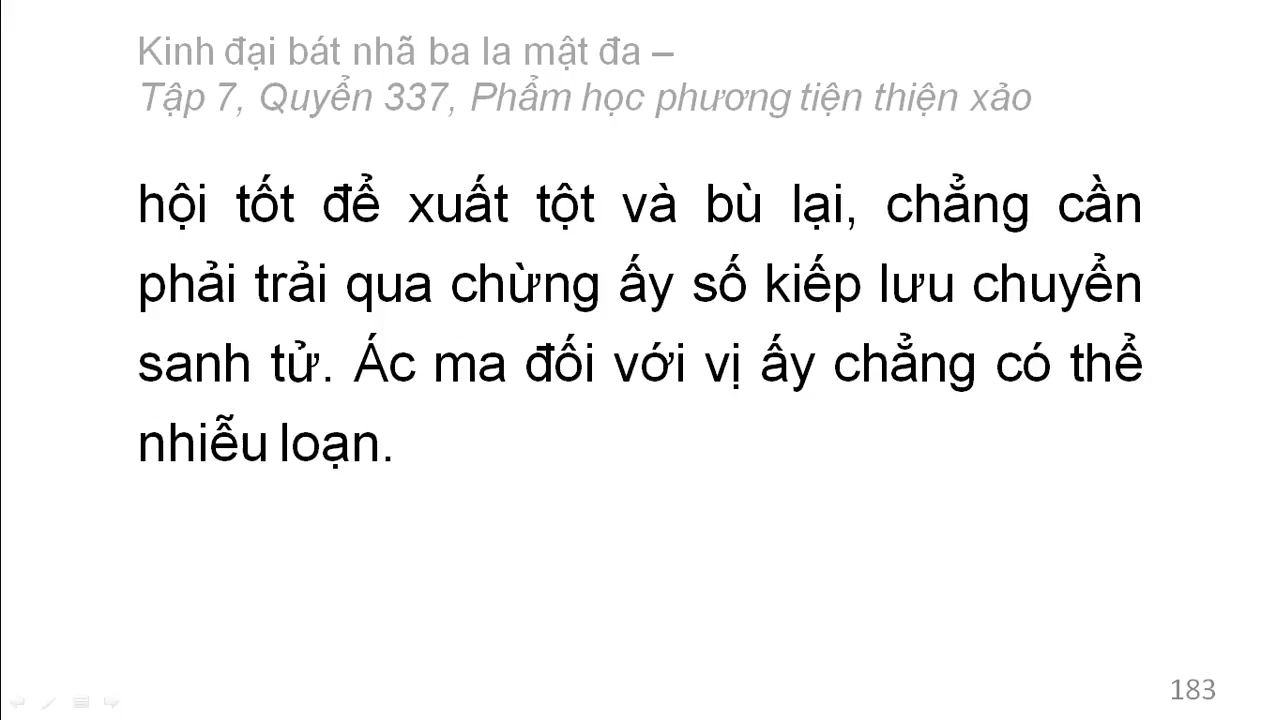 Kinh đại bát nhã ba la mật đa –
Tập 7, Quyển 337, Phẩm học phương tiện thiện xảo
hội tốt để xuất tột và bù lại, chẳng cần
phải trải qua chừng ấy số kiếp lưu chuyển
sanh tử. Ác ma đối với vị ấy chẳng có thể
nhiễu loạn.
183